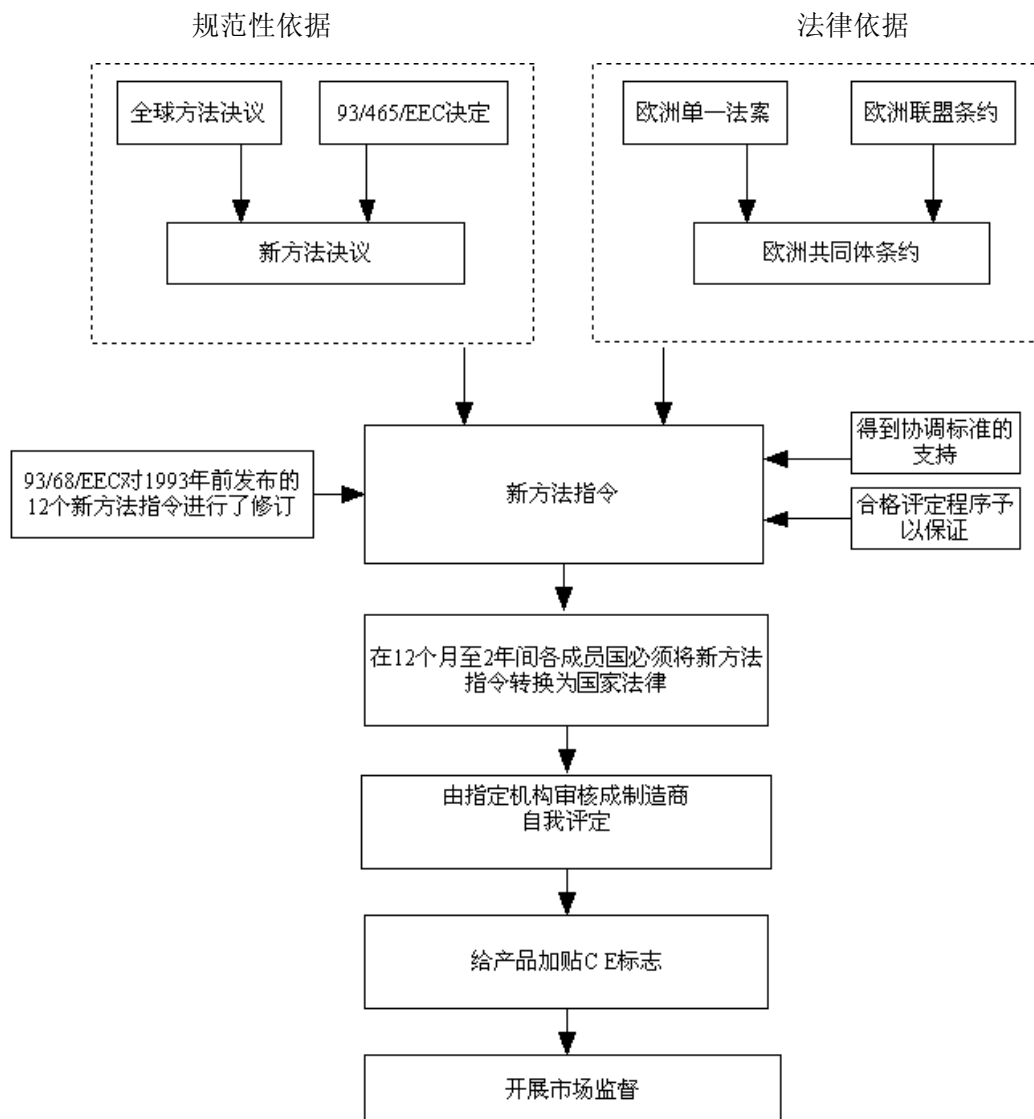 规范性依据
法律依据
全球方法决议
93/465/EEC决定
欧洲单一法案
欧洲联盟条约
新方法决议
欧洲共同体条约
93/68/EEC对1993年前发布的
12个新方法指令进行了修订
新方法指令
得到协调标准的
支持
合格评定程序予
以保证
在12个月至2年间各成员国必须将新方法
指令转换为国家法律
由指定机构审核成制造商
自我评定
给产品加贴C E标志
开展市场监督